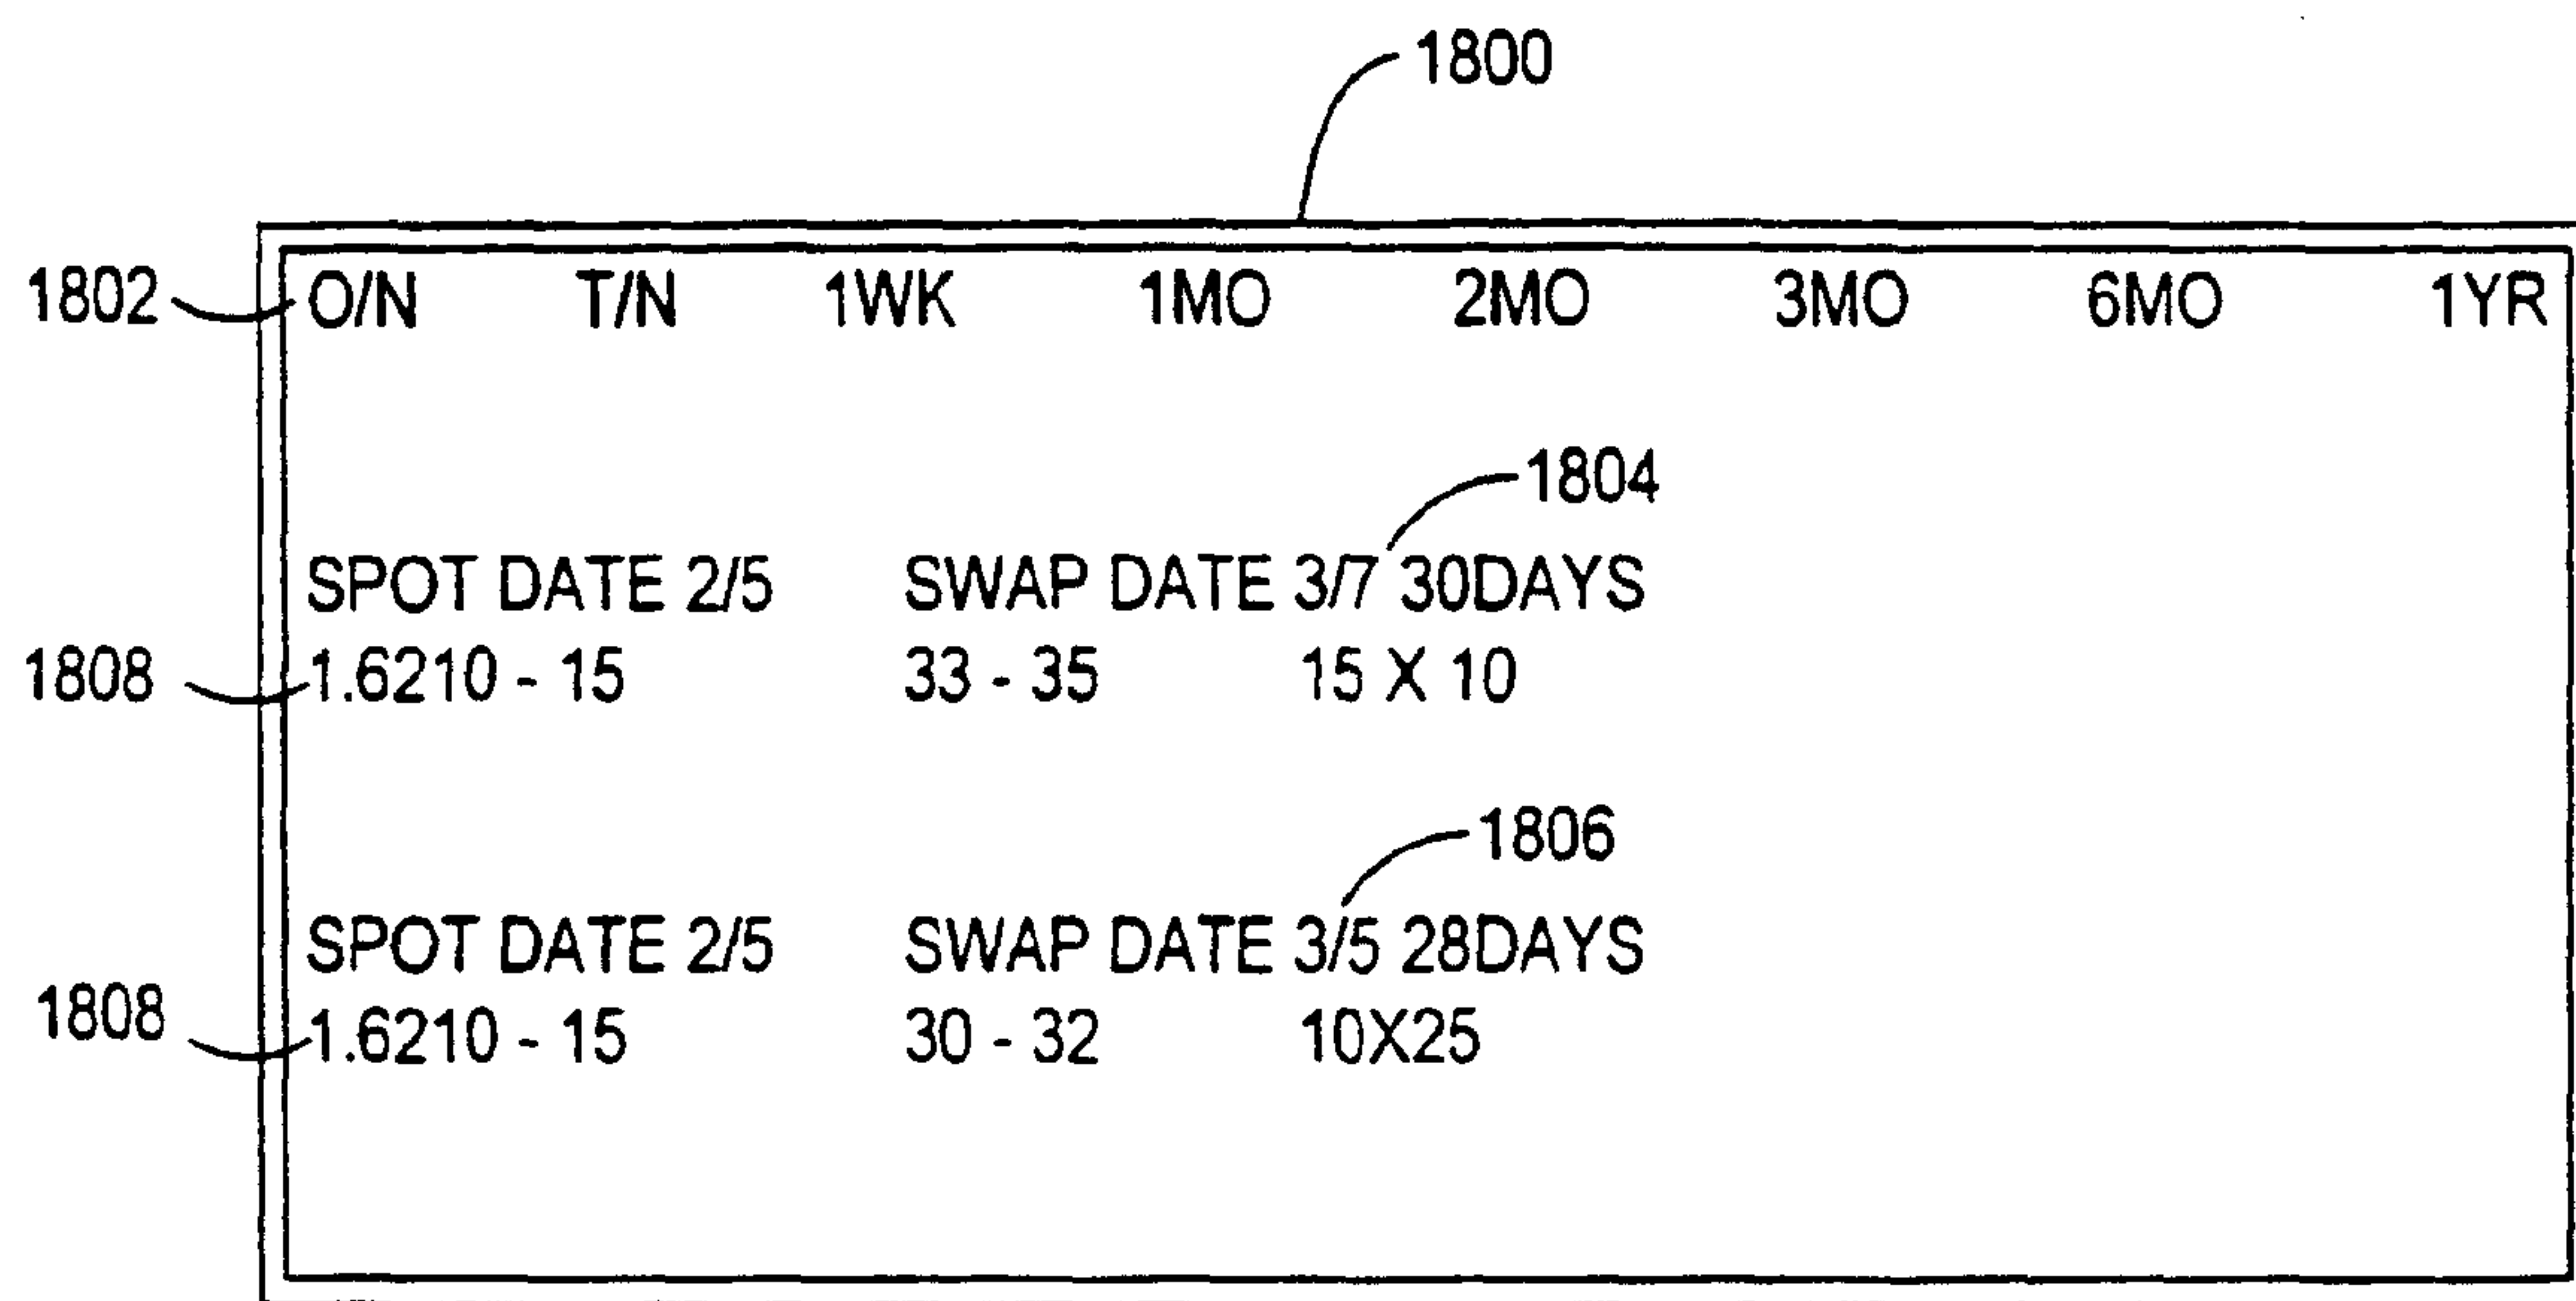 1800
1802 O/N T/N 1WK 1MO 2MO 3MO 6MO 1YR
1804
SPOT DATE 2/5 SWAP DATE 3/7 30DAYS
1808 1.6210 - 15 33 - 35 15 X 10
1806
SPOT DATE 2/5 SWAP DATE 3/5 28DAYS
1808 1.6210 - 15 30 - 32 10X25